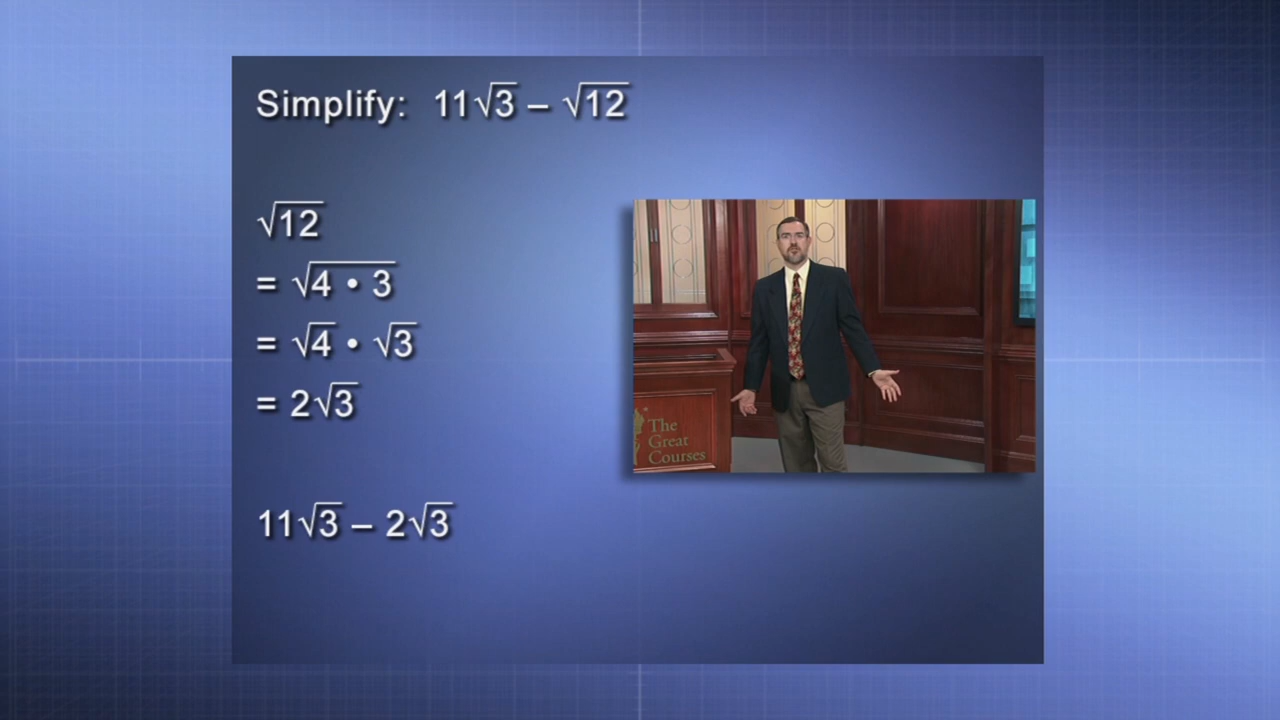 Simplify: 11√3 – √12
√12
= √4 • 3
= √4 • √3
= 2√3
11√3 – 2√3
The
Great
Courses